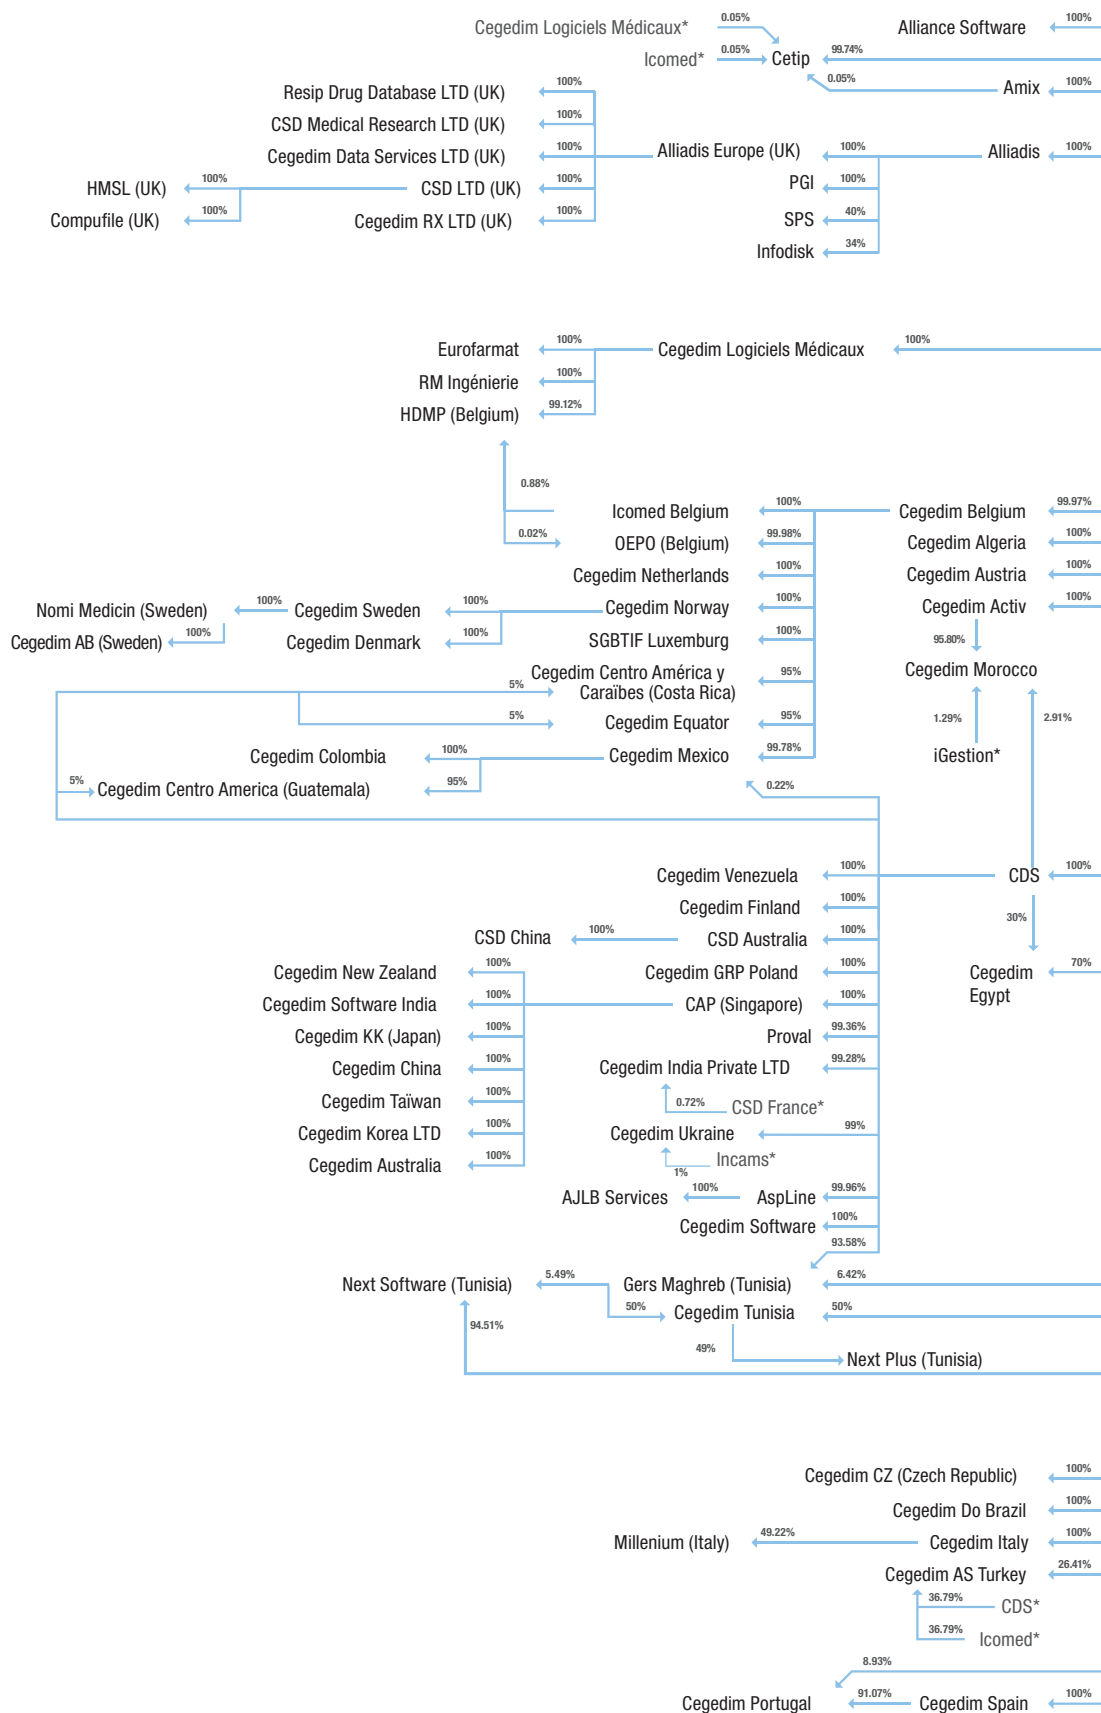 Cegedim Logiciels Médicaux* 0.05%
Alliance Software 100%
Icomed* 0.05% Cetip 99.74%
0.05% Amix 100%
Resip Drug Database LTD (UK) 100%
CSD Medical Research LTD (UK) 100%
Cegedim Data Services LTD (UK) 100% Alliadis Europe (UK) 100% Alliadis 100%
HMSL (UK) 100% CSD LTD (UK) 100% PGI 100%
Compufile (UK) 100% Cegedim RX LTD (UK) 100% SPS 40%
Infodisk 34%
Eurofarmat 100% Cegedim Logiciels Médicaux 100%
RM Ingénierie 100%
HDMP (Belgium) 99.12%
0.88%
Icomed Belgium 100% Cegedim Belgium 99.97%
0.02% OEPO (Belgium) 99.98% Cegedim Algeria 100%
Cegedim Netherlands 100% Cegedim Austria 100%
Nomi Medicin (Sweden) 100% Cegedim Sweden 100% Cegedim Norway 100% Cegedim Activ 100%
Cegedim AB (Sweden) 100% Cegedim Denmark 100% SGBTIF Luxemburg 100%
95.80%
Cegedim Centro América y
Caraïbes (Costa Rica) 95%
5%
Cegedim Morocco
5% Cegedim Equator 95%
1.29% 2.91%
Cegedim Colombia 100% Cegedim Mexico 99.78% iGestion*
5% Cegedim Centro America (Guatemala) 95%
0.22%
Cegedim Venezuela 100% CDS 100%
Cegedim Finland 100%
30%
CSD China 100% CSD Australia 100%
Cegedim New Zealand 100% Cegedim GRP Poland 100%
Cegedim
Egypt 70%
Cegedim Software India 100% CAP (Singapore) 100%
Cegedim KK (Japan) 100% Proval 99.36%
Cegedim China 100% Cegedim India Private LTD 99.28%
Cegedim Taïwan 100% 0.72% CSD France*
Cegedim Korea LTD 100% Cegedim Ukraine 99%
Cegedim Australia 100% Incams*
1%
AJLB Services 100% AspLine 99.96%
Cegedim Software 100%
93.58%
Next Software (Tunisia) 5.49% Gers Maghreb (Tunisia) 6.42%
50% Cegedim Tunisia 50%
94.51%
49% Next Plus (Tunisia)
Cegedim CZ (Czech Republic) 100%
Cegedim Do Brazil 100%
Millenium (Italy) 49.22% Cegedim Italy 100%
Cegedim AS Turkey 26.41%
36.79% CDS*
36.79% Icomed*
8.93%
Cegedim Portugal 91.07% Cegedim Spain 100%